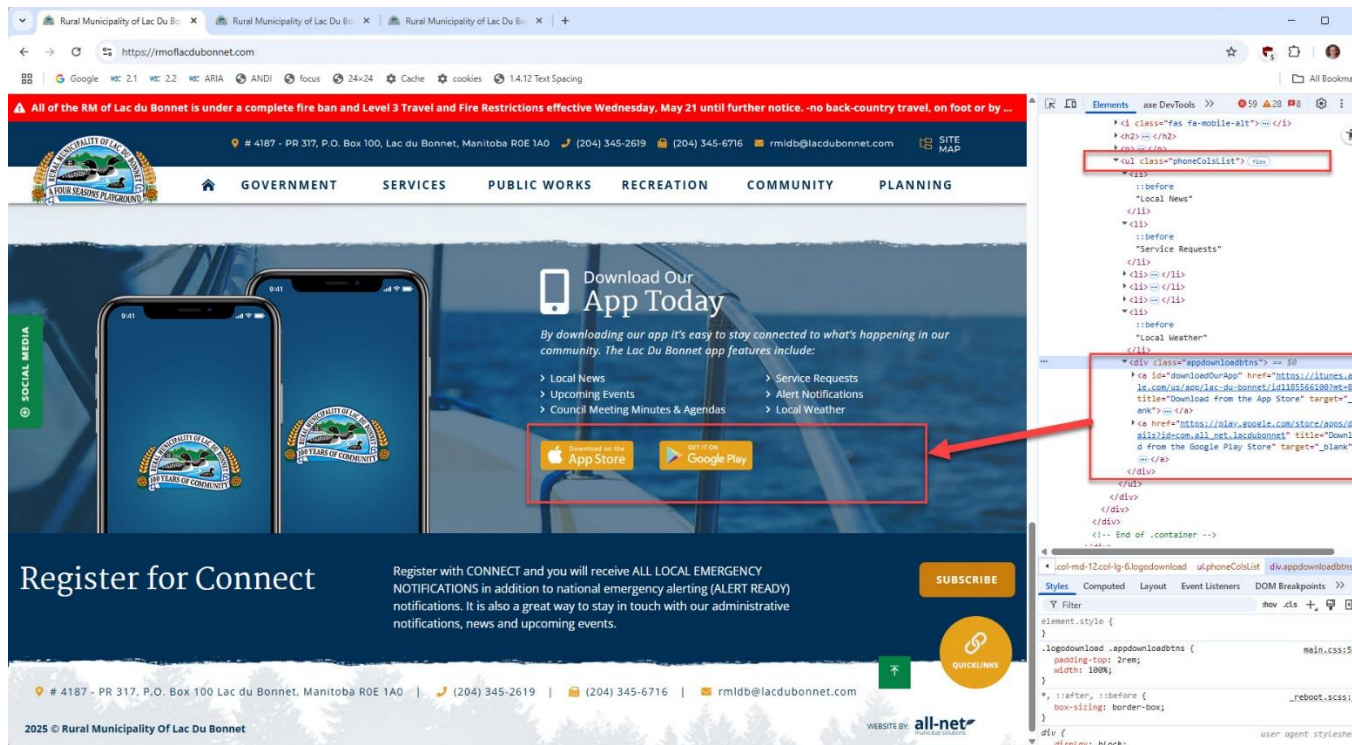 Rural Municipality of Lac Du Bo
Rural Municipality of Lac Du Bo
Rural Municipality of Lac Du Bo
https://rmoflacdubonnet.com
Google
2.1
2.2
ARIA
ANDI
focus
24×24
Cache
cookies
1.4.12 Text Spacing
All Bookma
All of the RM of Lac du Bonnet is under a complete fire ban and Level 3 Travel and Fire Restrictions effective Wednesday, May 21 until further notice. -no back-country travel, on foot or by ...
# 4187 - PR 317, P.O. Box 100, Lac du Bonnet, Manitoba R0E 1A0 (204) 345-2619 (204) 345-6716 rmldb@lacdubonnet.com SITE
MAP
A FOUR SEASONS PLAYGROUND
GOVERNMENT SERVICES PUBLIC WORKS RECREATION COMMUNITY PLANNING
SOCIAL MEDIA
9:41
9:41
100 YEARS OF COMMUNITY
100 YEARS OF COMMUNITY
Download Our
App Today
By downloading our app it's easy to stay connected to what's happening in our
community. The Lac Du Bonnet app features include:
> Local News > Service Requests
> Upcoming Events > Alert Notifications
> Council Meeting Minutes & Agendas > Local Weather
Download on the
App Store
GET IT ON
Google Play
Register for Connect
Register with CONNECT and you will receive ALL LOCAL EMERGENCY
NOTIFICATIONS in addition to national emergency alerting (ALERT READY)
notifications. It is also a great way to stay in touch with our administrative
notifications, news and upcoming events.
SUBSCRIBE
QUICKLINKS
# 4187 - PR 317, P.O. Box 100 Lac du Bonnet, Manitoba R0E 1A0 | (204) 345-2619 | (204) 345-6716 | rmldb@lacdubonnet.com
2025 © Rural Municipality Of Lac Du Bonnet
WEBSITE BY: all-net
municipal solutions
Elements axe DevTools >> 59 28 8
<i class="fas fa-mobile-alt">…</i>
<h2>…</h2>
<p>…</p>
<ul class="phoneColsList"> flex
<li>
::before
"Local News"
</li>
<li>
::before
"Service Requests"
</li>
<li>…</li>
<li>…</li>
<li>…</li>
<li>
::before
"Local Weather"
</li>
<div class="appdownloadbtns"> == $0
<a id="downloadOurApp" href="https://itunes.a
le.com/us/app/lac-du-bonnet/id1185566100?mt=8
title="Download from the App Store" target="_
ank">…</a>
<a href="https://play.google.com/store/apps/d
ails?id=com.all_net.lacdubonnet" title="Downl
d from the Google Play Store" target="_blank"
…</a>
</div>
</ul>
</div>
</div>
</div>
<!-- End of .container -->
.col-md-12.col-lg-6.logodownload ul.phoneColsList div.appdownloadbtns
Styles Computed Layout Event Listeners DOM Breakpoints >>
Filter :hov .cls
element.style {
}
.logodownload .appdownloadbtns { main.css:5
padding-top: 2rem;
width: 100%;
}
*, ::after, ::before { _reboot.scss:
box-sizing: border-box;
}
div { user agent styleshe
display: block;